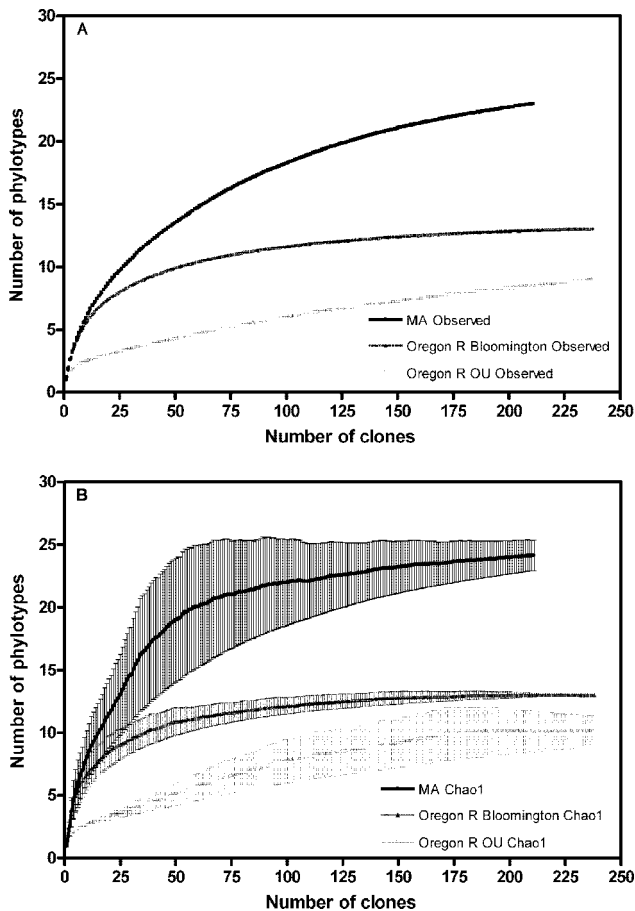 A
30
25
20
15
10
5
0
Number of phylotypes
MA Observed
Oregon R Bloomington Observed
Oregon R OU Observed
0 25 50 75 100 125 150 175 200 225 250
Number of clones
B
30
25
20
15
10
5
0
Number of phylotypes
MA Chao1
Oregon R Bloomington Chao1
Oregon R OU Chao1
0 25 50 75 100 125 150 175 200 225 250
Number of clones